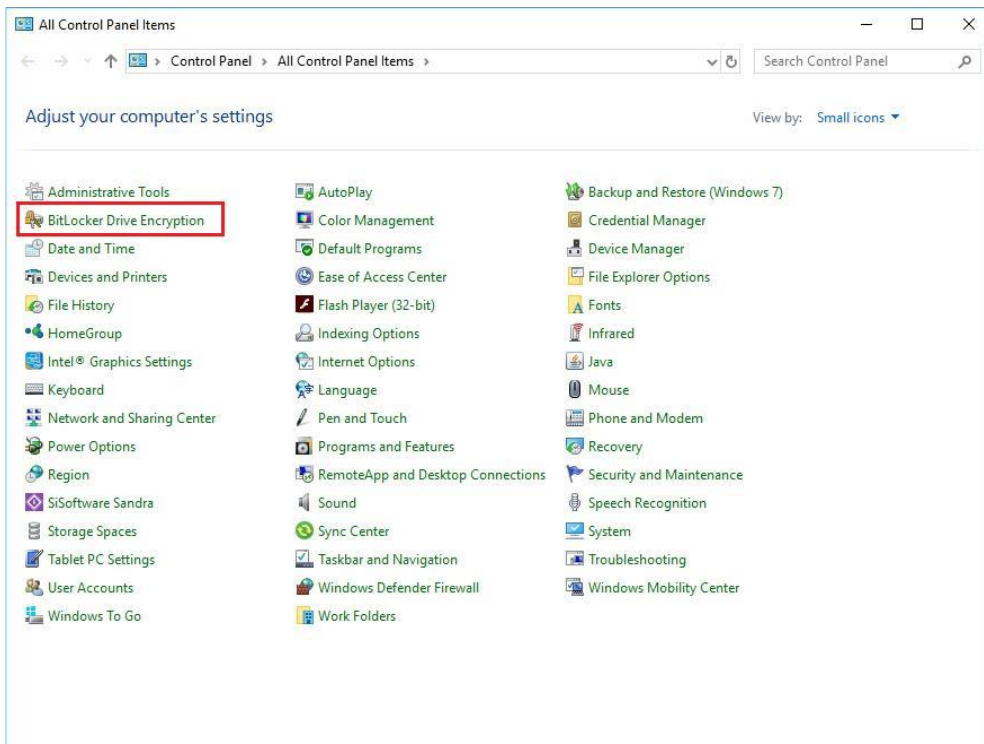 All Control Panel Items
Control Panel > All Control Panel Items >
Search Control Panel
Adjust your computer's settings
View by: Small icons
Administrative Tools
AutoPlay
Backup and Restore (Windows 7)
BitLocker Drive Encryption
Color Management
Credential Manager
Date and Time
Default Programs
Device Manager
Devices and Printers
Ease of Access Center
File Explorer Options
File History
Flash Player (32-bit)
Fonts
HomeGroup
Indexing Options
Infrared
Intel® Graphics Settings
Internet Options
Java
Keyboard
Language
Mouse
Network and Sharing Center
Pen and Touch
Phone and Modem
Power Options
Programs and Features
Recovery
Region
RemoteApp and Desktop Connections
Security and Maintenance
SiSoftware Sandra
Sound
Speech Recognition
Storage Spaces
Sync Center
System
Tablet PC Settings
Taskbar and Navigation
Troubleshooting
User Accounts
Windows Defender Firewall
Windows Mobility Center
Windows To Go
Work Folders